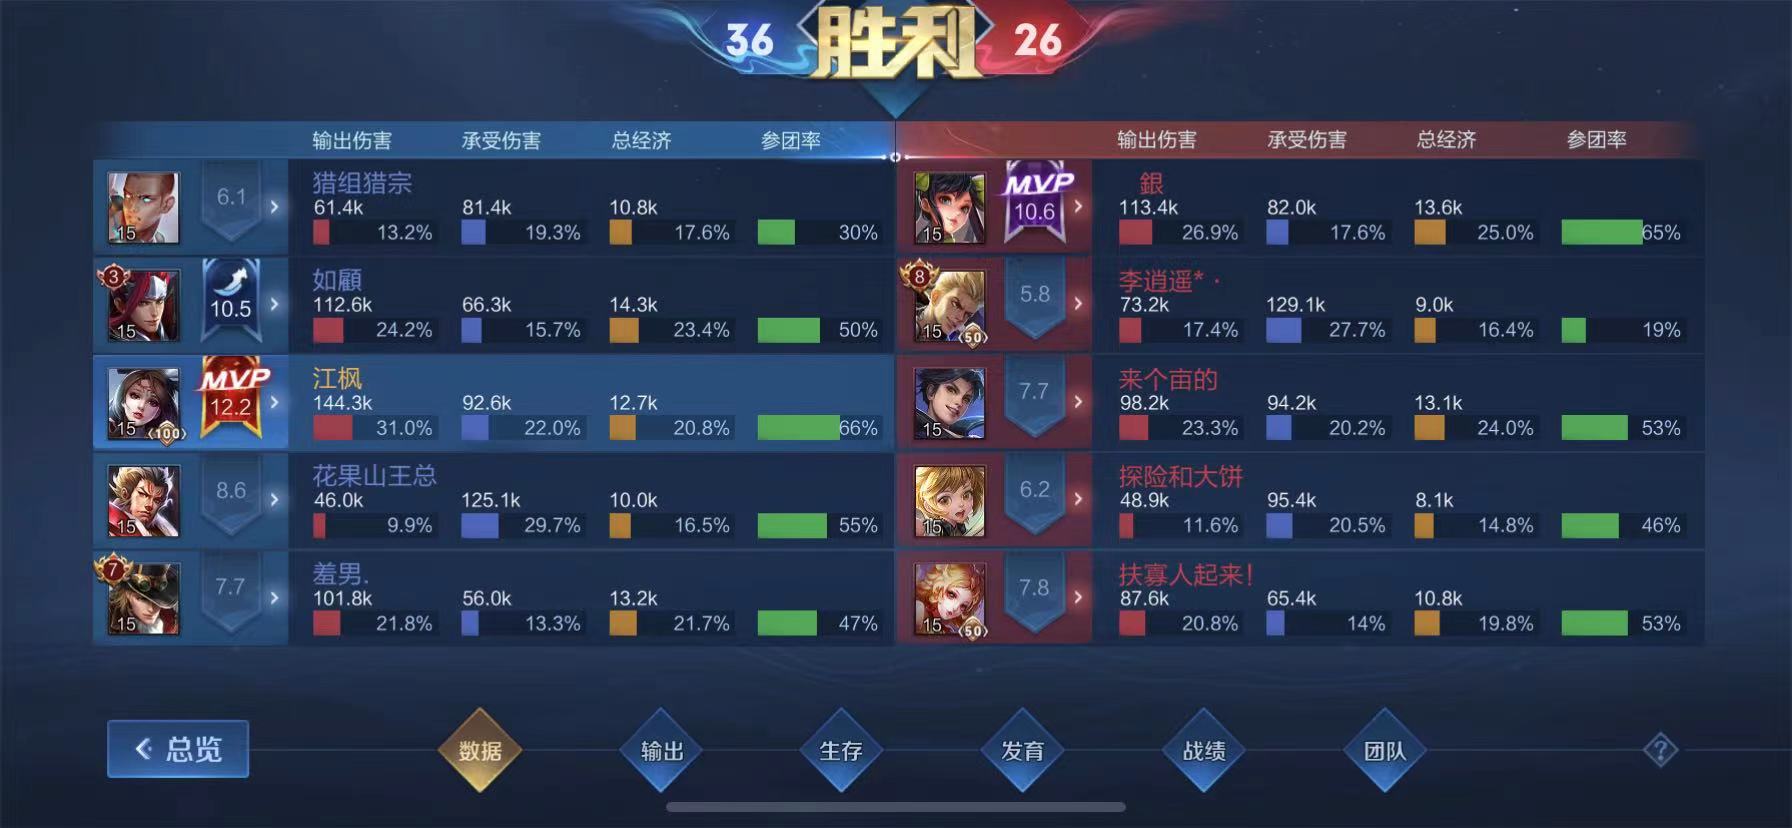 36 胜利 26
输出伤害 承受伤害 总经济 参团率 输出伤害 承受伤害 总经济 参团率
猎组猎宗
15 6.1 61.4k 81.4k 10.8k
13.2% 19.3% 17.6% 30%
銀
15 MVP 10.6 113.4k 82.0k 13.6k
26.9% 17.6% 25.0% 65%
如顧
3 15 10.5 112.6k 66.3k 14.3k
24.2% 15.7% 23.4% 50%
李逍遥* ·
8 15 50 5.8 73.2k 129.1k 9.0k
17.4% 27.7% 16.4% 19%
江枫
15 100 MVP 12.2 144.3k 92.6k 12.7k
31.0% 22.0% 20.8% 66%
来个亩的
15 7.7 98.2k 94.2k 13.1k
23.3% 20.2% 24.0% 53%
花果山王总
15 8.6 46.0k 125.1k 10.0k
9.9% 29.7% 16.5% 55%
探险和大饼
15 6.2 48.9k 95.4k 8.1k
11.6% 20.5% 14.8% 46%
羞男.
7 15 7.7 101.8k 56.0k 13.2k
21.8% 13.3% 21.7% 47%
扶寡人起来!
15 50 7.8 87.6k 65.4k 10.8k
20.8% 14% 19.8% 53%
总览 数据 输出 生存 发育 战绩 团队 ?